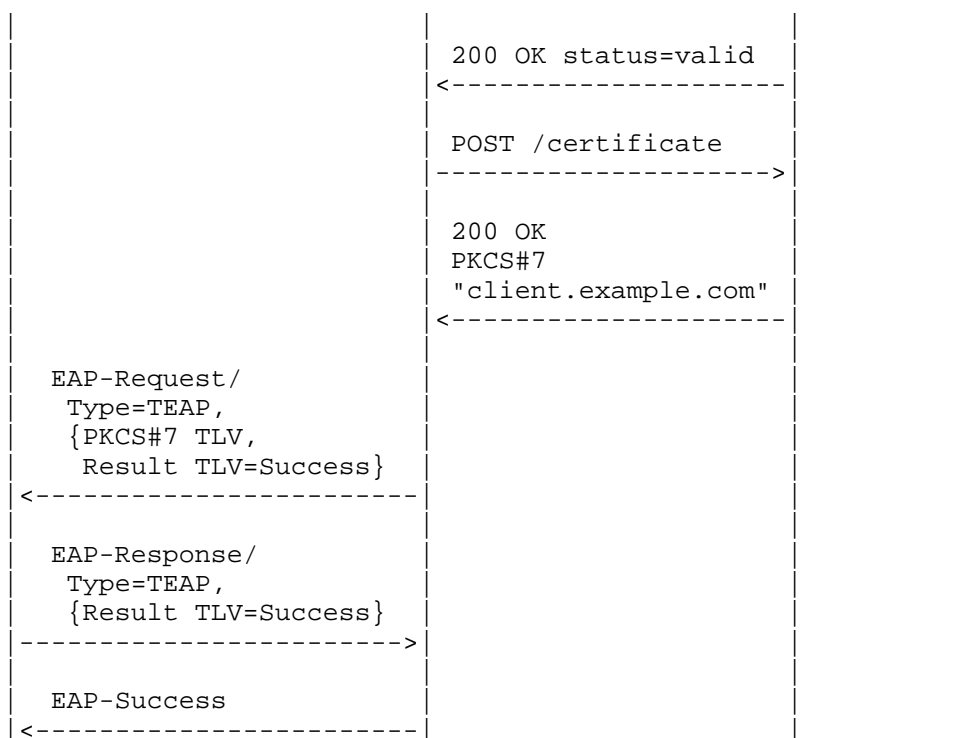 200 OK status=valid
POST /certificate
200 OK
PKCS#7
"client.example.com"
EAP-Request/
Type=TEAP,
{PKCS#7 TLV,
Result TLV=Success}
EAP-Response/
Type=TEAP,
{Result TLV=Success}
EAP-Success